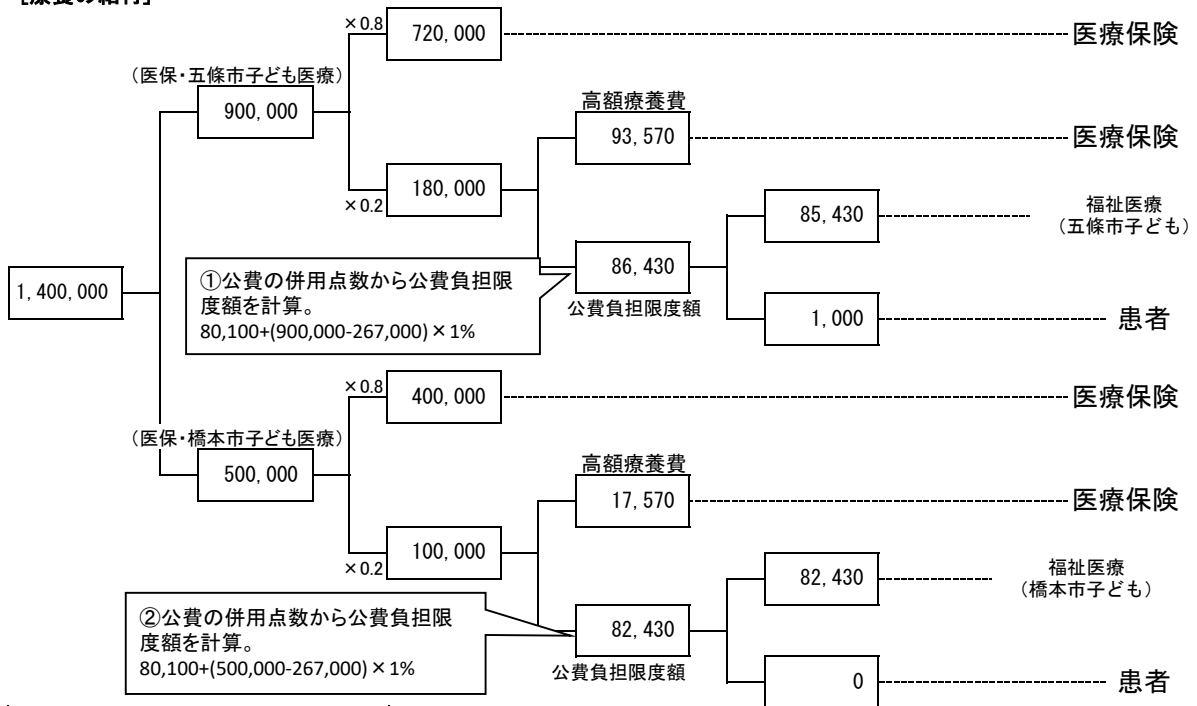 [療養の給付]
×0.8
720,000
医療保険
(医保・五條市子ども医療)
900,000
高額療養費
93,570
医療保険
×0.2
180,000
85,430
福祉医療
(五條市子ども)
1,400,000
①公費の併用点数から公費負担限
度額を計算。
80,100+(900,000-267,000)×1%
86,430
公費負担限度額
1,000
患者
×0.8
400,000
医療保険
(医保・橋本市子ども医療)
500,000
高額療養費
17,570
医療保険
×0.2
100,000
82,430
福祉医療
(橋本市子ども)
②公費の併用点数から公費負担限
度額を計算。
80,100+(500,000-267,000)×1%
82,430
公費負担限度額
0
患者